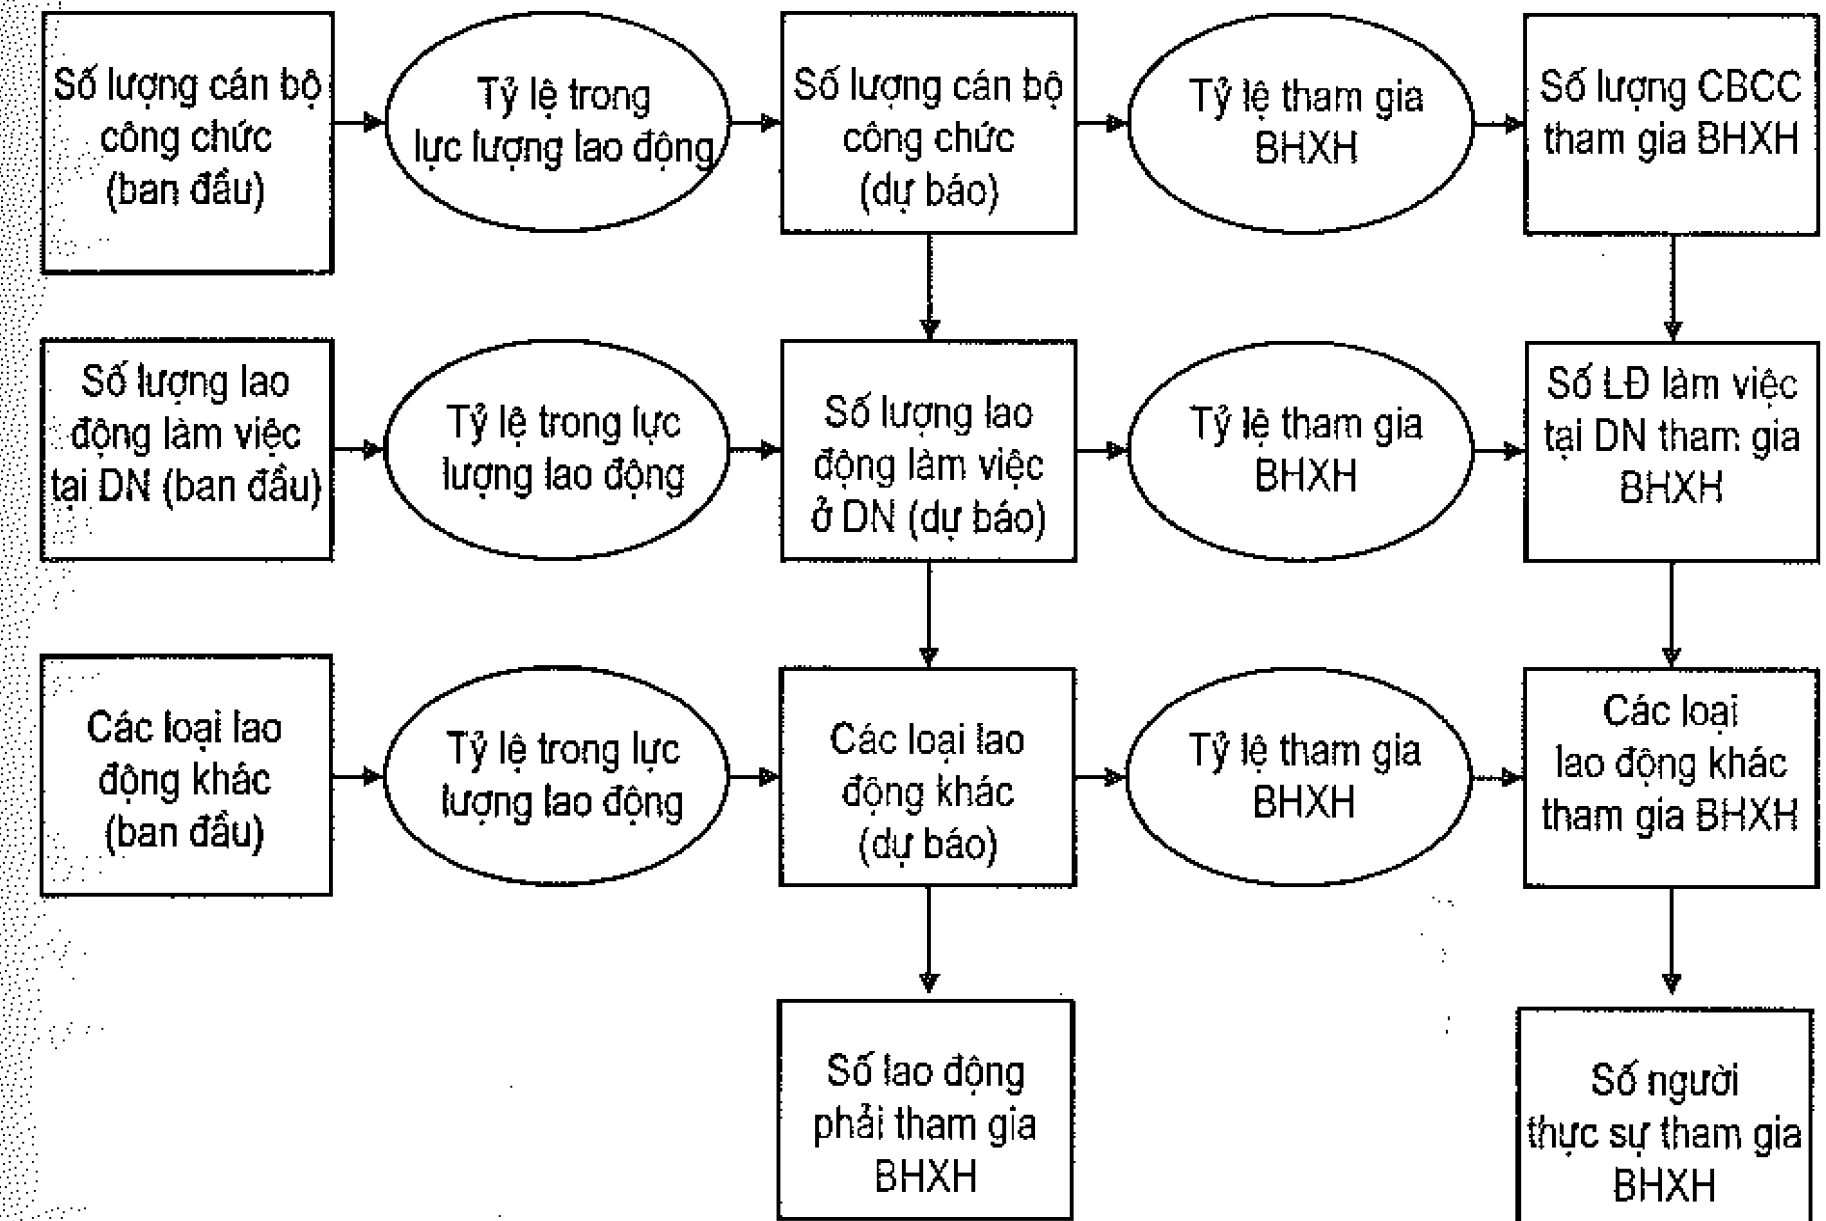 Số lượng cán bộ
công chức
(ban đầu)
Tỷ lệ trong
lực lượng lao động
Số lượng cán bộ
công chức
(dự báo)
Tỷ lệ tham gia
BHXH
Số lượng CBCC
tham gia BHXH
Số lượng lao
động làm việc
tại DN (ban đầu)
Tỷ lệ trong lực
lượng lao động
Số lượng lao
động làm việc
ở DN (dự báo)
Tỷ lệ tham gia
BHXH
Số LĐ làm việc
tại DN tham gia
BHXH
Các loại lao
động khác
(ban đầu)
Tỷ lệ trong lực
lượng lao động
Các loại lao
động khác
(dự báo)
Tỷ lệ tham gia
BHXH
Các loại
lao động khác
tham gia BHXH
Số lao động
phải tham gia
BHXH
Số người
thực sự tham gia
BHXH